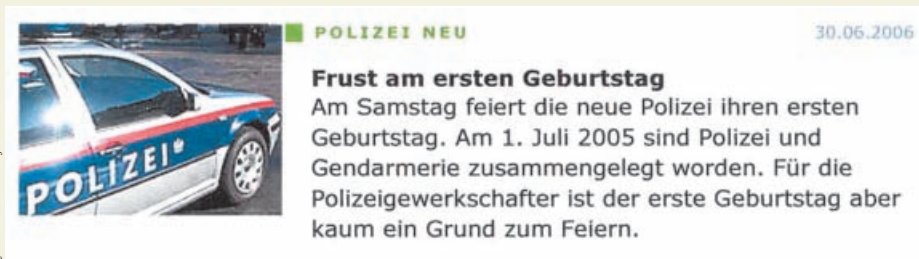 POLIZEI NEU
30.06.2006
Frust am ersten Geburtstag
Am Samstag feiert die neue Polizei ihren ersten
Geburtstag. Am 1. Juli 2005 sind Polizei und
Gendarmerie zusammengelegt worden. Für die
Polizeigewerkschafter ist der erste Geburtstag aber
kaum ein Grund zum Feiern.
POLIZEI